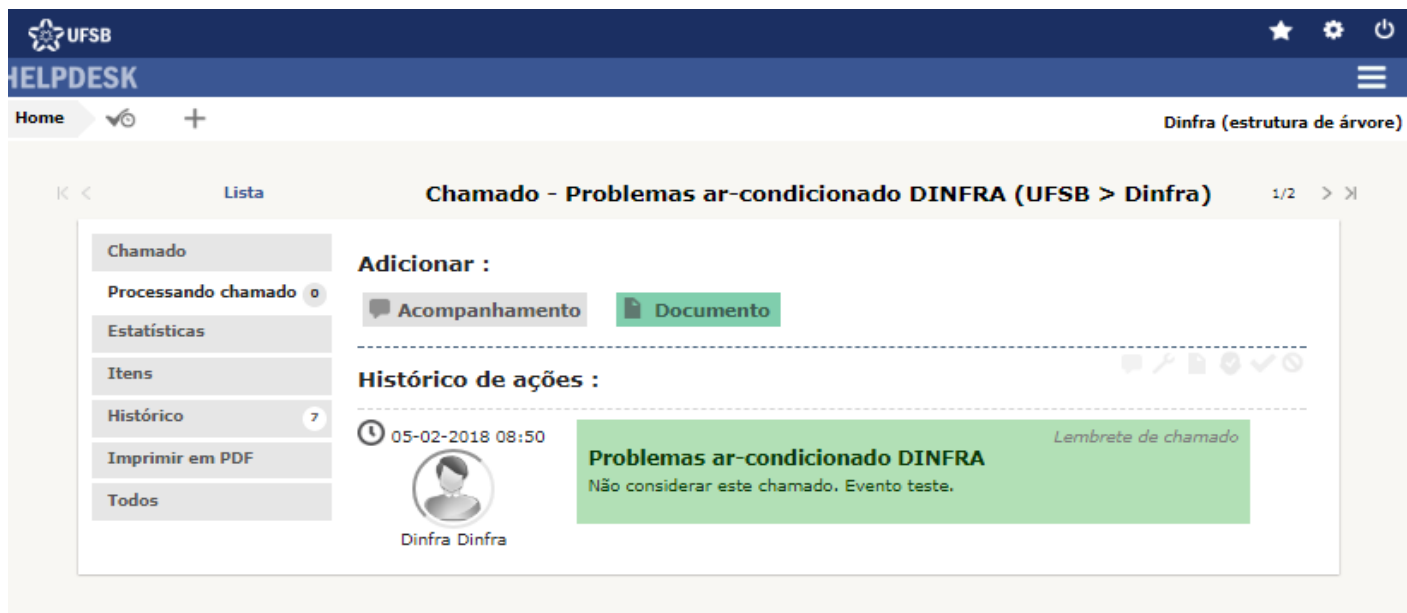 UFSB
HELPDESK
Home
Dinfra (estrutura de árvore)
Lista
Chamado - Problemas ar-condicionado DINFRA (UFSB > Dinfra)
1/2
Chamado
Processando chamado 0
Estatísticas
Itens
Histórico 7
Imprimir em PDF
Todos
Adicionar :
Acompanhamento
Documento
Histórico de ações :
05-02-2018 08:50
Dinfra Dinfra
Lembrete de chamado
Problemas ar-condicionado DINFRA
Não considerar este chamado. Evento teste.